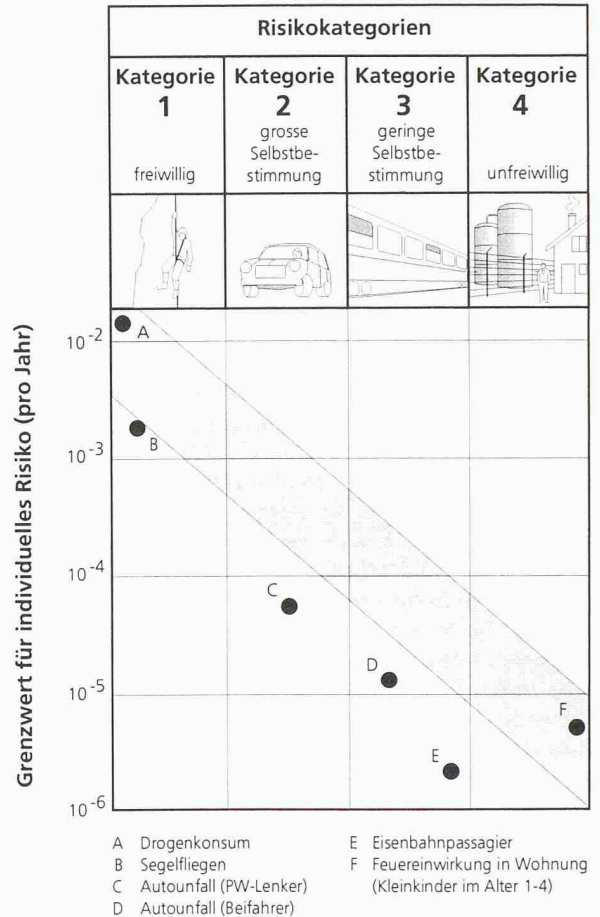 Risikokategorien
Kategorie
1
freiwillig
Kategorie
2
grosse
Selbstbe-
stimmung
Kategorie
3
geringe
Selbstbe-
stimmung
Kategorie
4
unfreiwillig
Grenzwert für individuelles Risiko (pro Jahr)
10⁻²
10⁻³
10⁻⁴
10⁻⁵
10⁻⁶
A
B
C
D
E
F
A Drogenkonsum
B Segelfliegen
C Autounfall (PW-Lenker)
D Autounfall (Beifahrer)
E Eisenbahnpassagier
F Feuereinwirkung in Wohnung
(Kleinkinder im Alter 1-4)